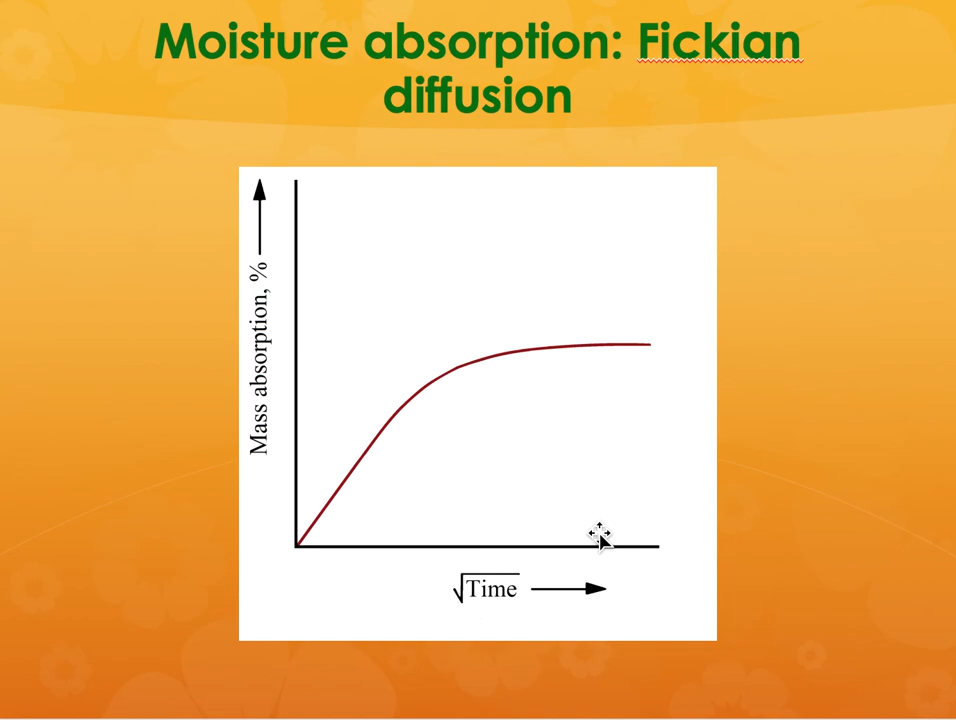 Moisture absorption: Fickian
diffusion
Mass absorption, %
√Time